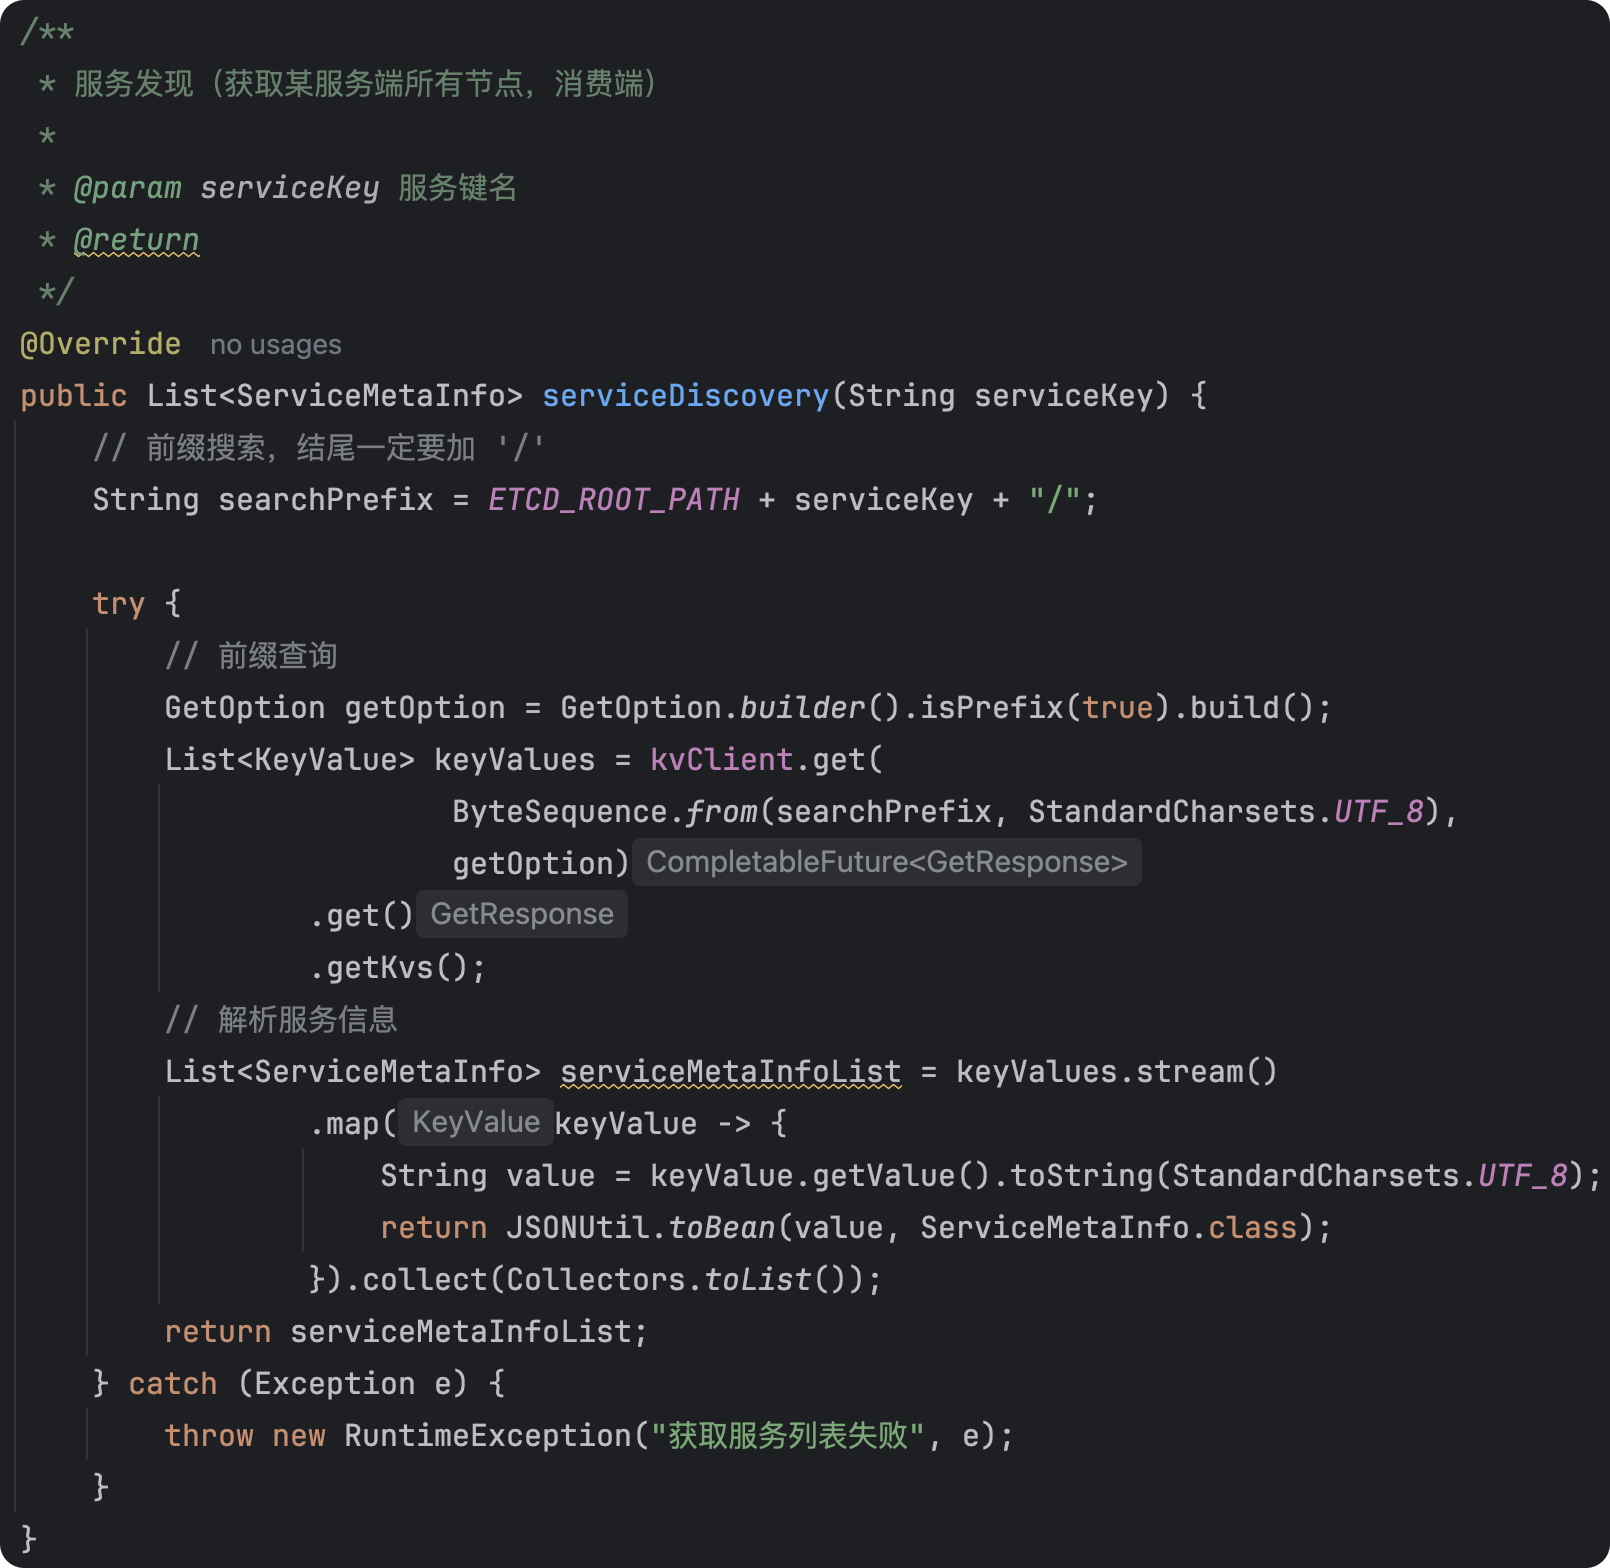 /**
 * 服务发现（获取某服务端所有节点，消费端）
 *
 * @param serviceKey 服务键名
 * @return
 */
@Override no usages
public List<ServiceMetaInfo> serviceDiscovery(String serviceKey) {
    // 前缀搜索，结尾一定要加 '/'
    String searchPrefix = ETCD_ROOT_PATH + serviceKey + "/";

    try {
        // 前缀查询
        GetOption getOption = GetOption.builder().isPrefix(true).build();
        List<KeyValue> keyValues = kvClient.get(
                        ByteSequence.from(searchPrefix, StandardCharsets.UTF_8),
                        getOption) CompletableFuture<GetResponse>
                .get() GetResponse
                .getKvs();
        // 解析服务信息
        List<ServiceMetaInfo> serviceMetaInfoList = keyValues.stream()
                .map( KeyValue keyValue -> {
                    String value = keyValue.getValue().toString(StandardCharsets.UTF_8);
                    return JSONUtil.toBean(value, ServiceMetaInfo.class);
                }).collect(Collectors.toList());
        return serviceMetaInfoList;
    } catch (Exception e) {
        throw new RuntimeException("获取服务列表失败", e);
    }
}